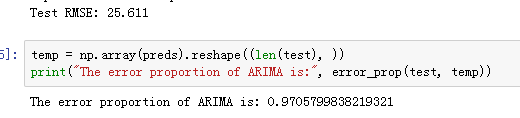 Test RMSE: 25.611
5]: temp = np.array(preds).reshape((len(test), ))
print("The error proportion of ARIMA is:", error_prop(test, temp))
The error proportion of ARIMA is: 0.9705799838219321